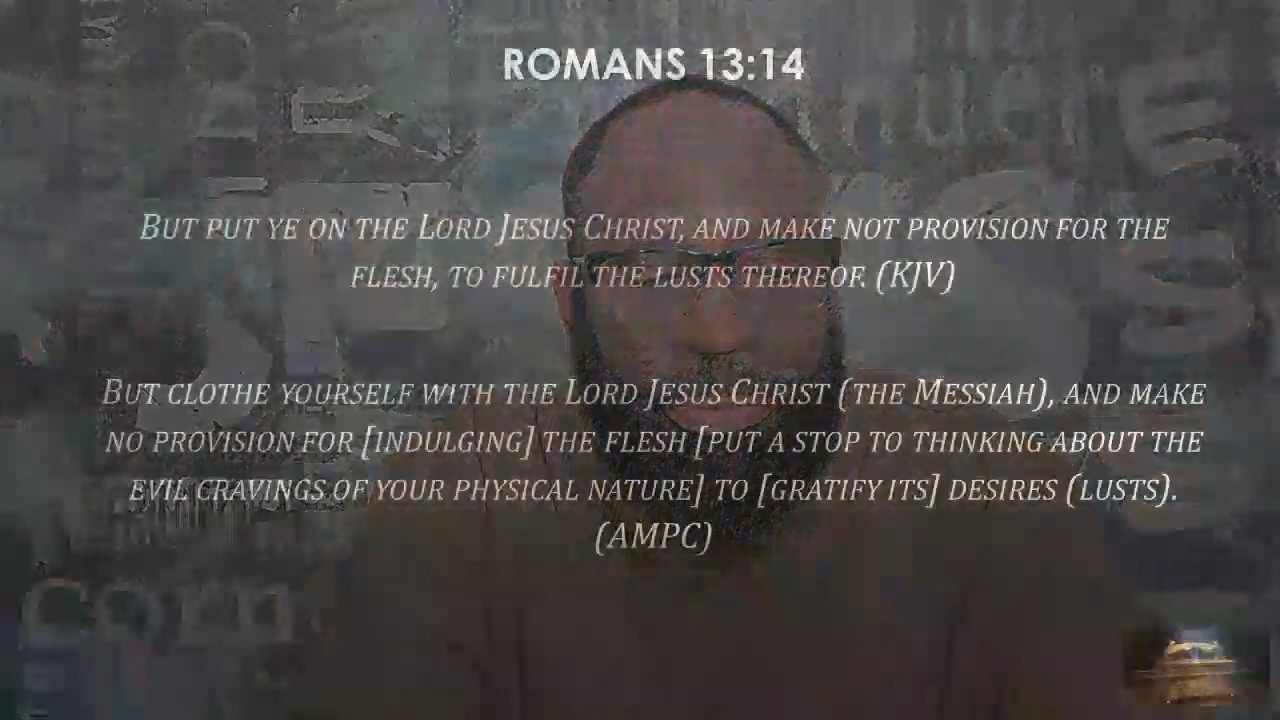 ROMANS 13:14
BUT PUT YE ON THE LORD JESUS CHRIST, AND MAKE NOT PROVISION FOR THE
FLESH, TO FULFIL THE LUSTS THEREOF. (KJV)
BUT CLOTHE YOURSELF WITH THE LORD JESUS CHRIST (THE MESSIAH), AND MAKE
NO PROVISION FOR [INDULGING] THE FLESH [PUT A STOP TO THINKING ABOUT THE
EVIL CRAVINGS OF YOUR PHYSICAL NATURE] TO [GRATIFY ITS] DESIRES (LUSTS).
(AMPC)